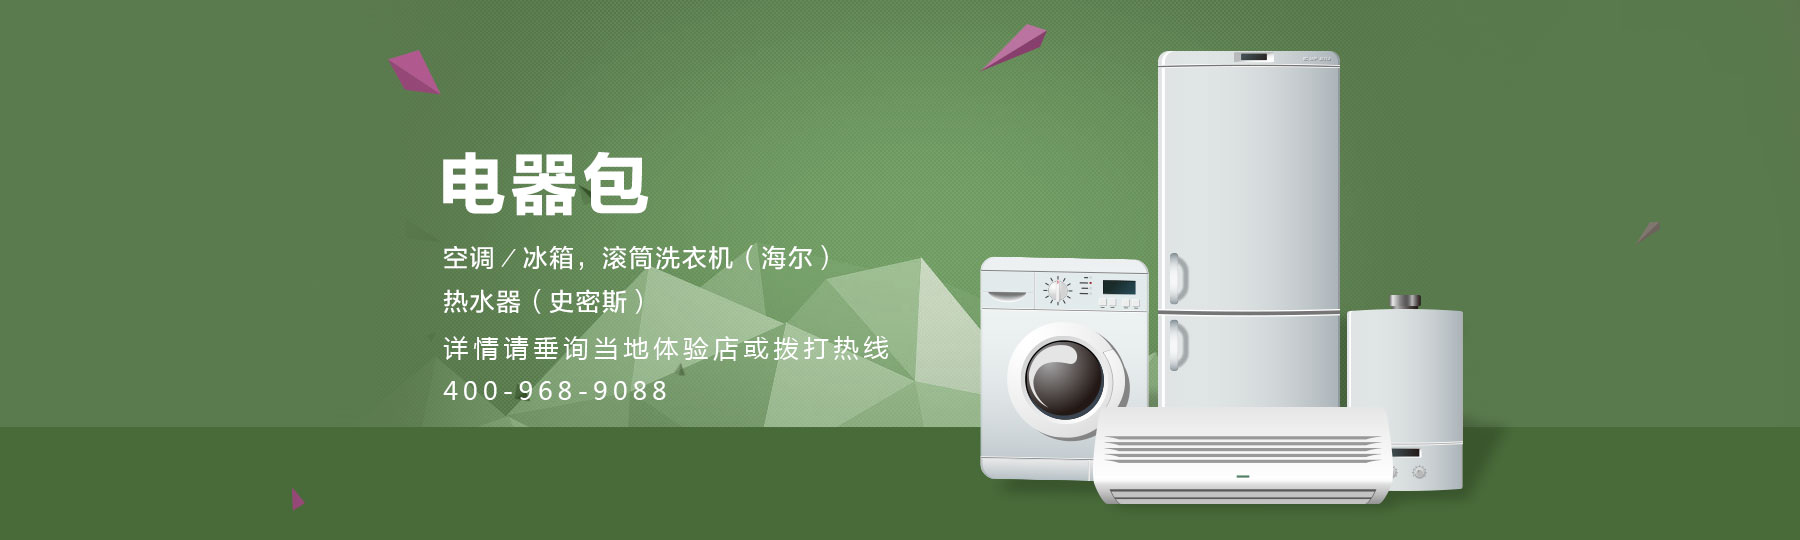 电器包
空调／冰箱，滚筒洗衣机（海尔）
热水器（史密斯）
详情请垂询当地体验店或拨打热线
400-968-9088